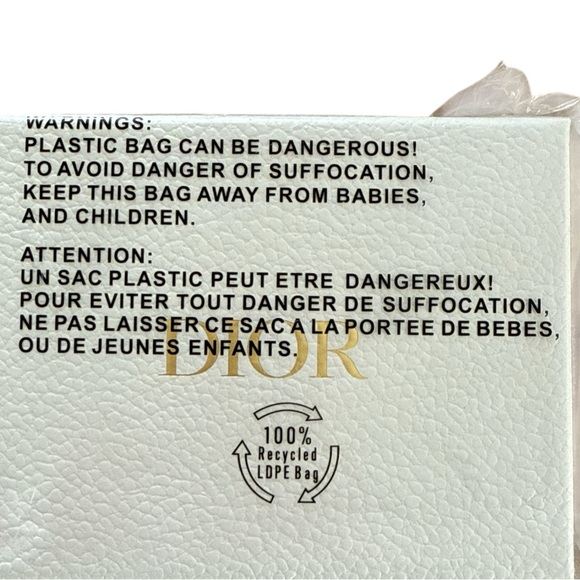 WARNINGS:
PLASTIC BAG CAN BE DANGEROUS!
TO AVOID DANGER OF SUFFOCATION,
KEEP THIS BAG AWAY FROM BABIES,
AND CHILDREN.
ATTENTION:
UN SAC PLASTIC PEUT ETRE DANGEREUX!
POUR EVITER TOUT DANGER DE SUFFOCATION,
NE PAS LAISSER CE SAC A LA PORTEE DE BEBES,
OU DE JEUNES ENFANTS.
DIOR
100%
Recycled
LDPE Bag